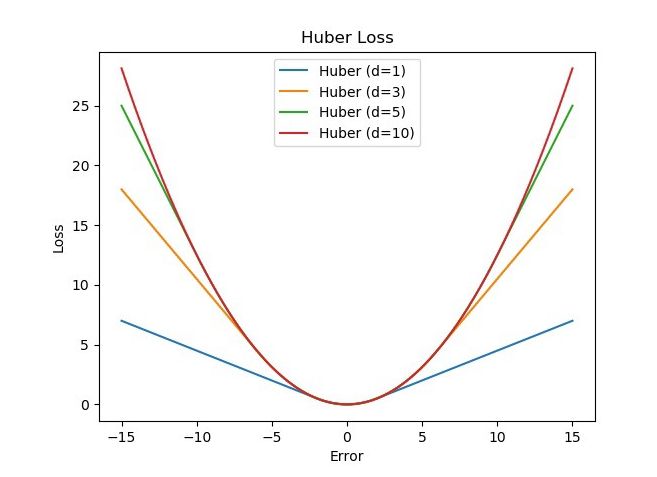 Huber Loss
Huber (d=1)
Huber (d=3)
Huber (d=5)
Huber (d=10)
25
20
15
10
5
0
Loss
−15
−10
−5
0
5
10
15
Error